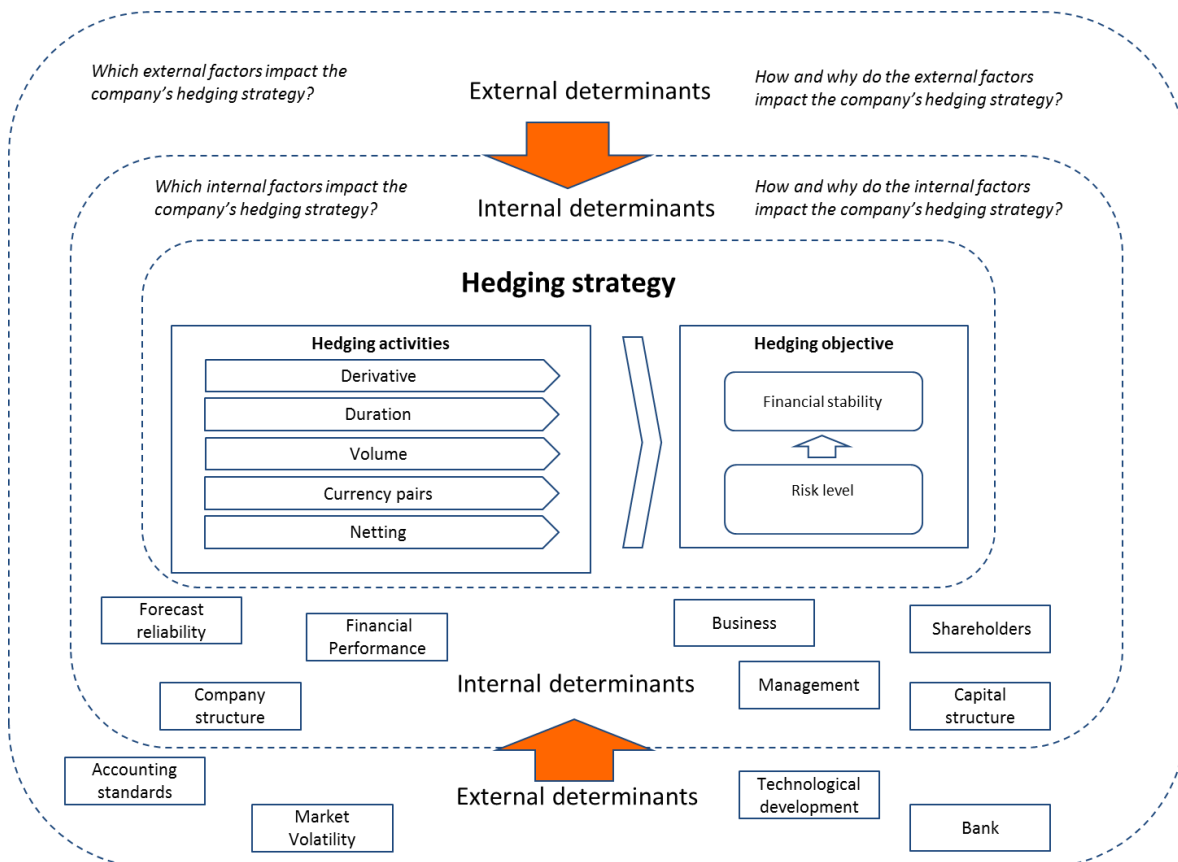 Which external factors impact the
company's hedging strategy?
External determinants
How and why do the external factors
impact the company's hedging strategy?
Which internal factors impact the
company's hedging strategy?
Internal determinants
How and why do the internal factors
impact the company's hedging strategy?
Hedging strategy
Hedging activities
Derivative
Duration
Volume
Currency pairs
Netting
Hedging objective
Financial stability
Risk level
Forecast
reliability
Financial
Performance
Business
Shareholders
Company
structure
Internal determinants
Management
Capital
structure
Accounting
standards
Market
Volatility
External determinants
Technological
development
Bank